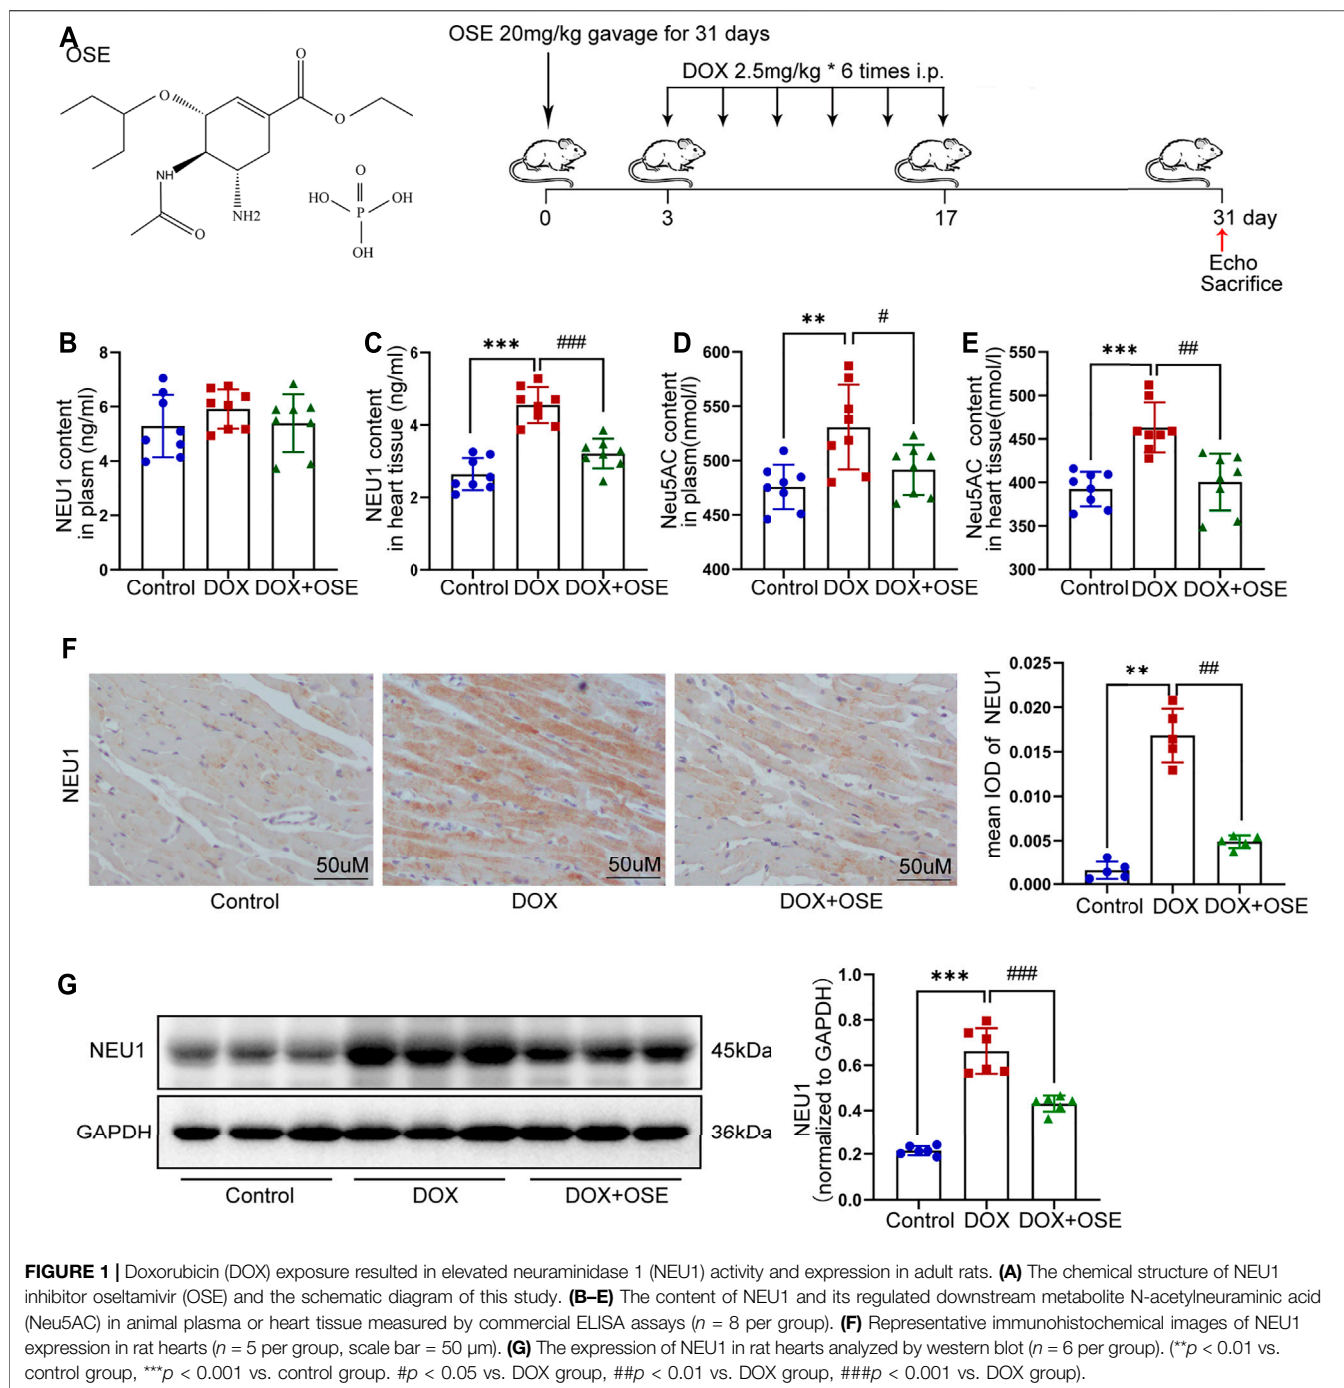 A
OSE
O
O
O
NH
O
NH2
O
HO
P
OH
OH
OSE 20mg/kg gavage for 31 days
DOX 2.5mg/kg * 6 times i.p.
0
3
17
31 day
Echo
Sacrifice
B
NEU1 content
in plasm (ng/ml)
8
6
4
2
0
Control DOX DOX+OSE
C
NEU1 content
in heart tissue (ng/ml)
6
4
2
0
*** ###
Control DOX DOX+OSE
D
Neu5AC content
in plasm(nmol/l)
600
550
500
450
400
** #
Control DOX DOX+OSE
E
Neu5AC content
in heart tissue(nmol/l)
550
500
450
400
350
300
*** ##
Control DOX DOX+OSE
F
NEU1
50uM
50uM
50uM
Control
DOX
DOX+OSE
mean IOD of NEU1
0.025
0.020
0.015
0.010
0.005
0.000
** ##
Control DOX DOX+OSE
G
NEU1
45kDa
GAPDH
36kDa
Control
DOX
DOX+OSE
NEU1
(normalized to GAPDH)
1.0
0.8
0.6
0.4
0.2
0.0
*** ###
Control DOX DOX+OSE
FIGURE 1 | Doxorubicin (DOX) exposure resulted in elevated neuraminidase 1 (NEU1) activity and expression in adult rats. (A) The chemical structure of NEU1
inhibitor oseltamivir (OSE) and the schematic diagram of this study. (B–E) The content of NEU1 and its regulated downstream metabolite N-acetylneuraminic acid
(Neu5AC) in animal plasma or heart tissue measured by commercial ELISA assays (n = 8 per group). (F) Representative immunohistochemical images of NEU1
expression in rat hearts (n = 5 per group, scale bar = 50 μm). (G) The expression of NEU1 in rat hearts analyzed by western blot (n = 6 per group). (**p < 0.01 vs.
control group, ***p < 0.001 vs. control group. #p < 0.05 vs. DOX group, ##p < 0.01 vs. DOX group, ###p < 0.001 vs. DOX group).